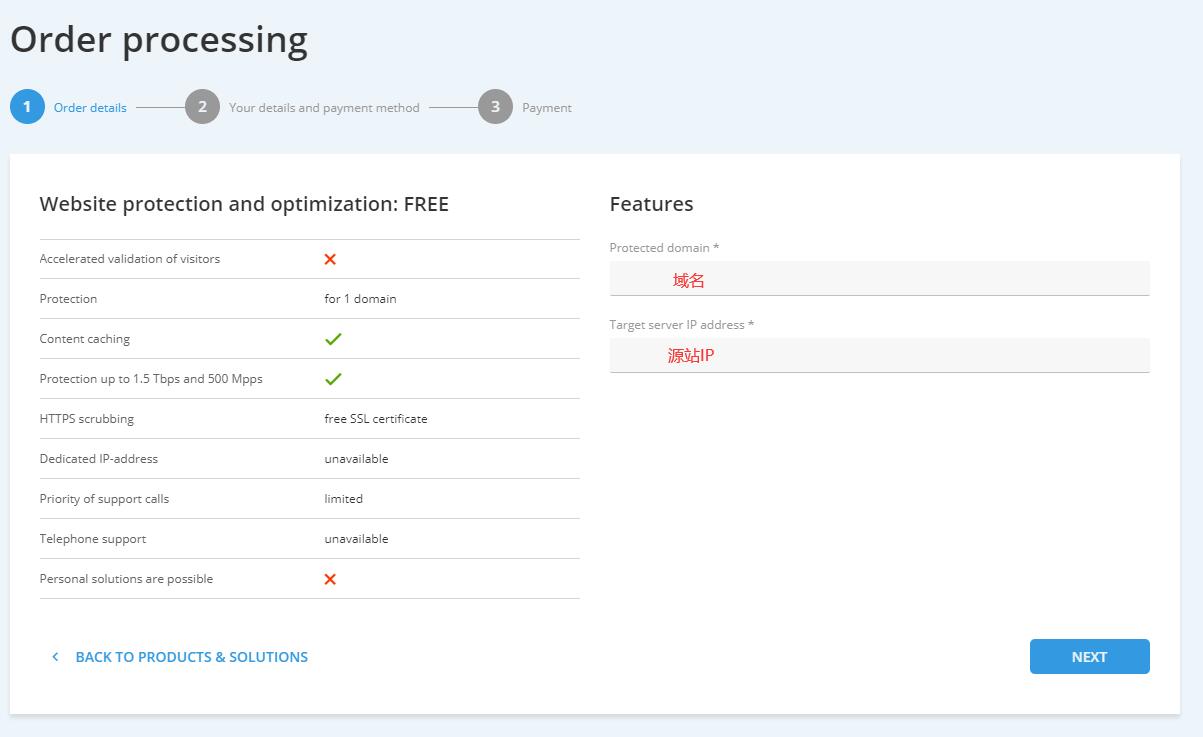 Order processing
1 Order details 2 Your details and payment method 3 Payment
Website protection and optimization: FREE
Accelerated validation of visitors
Protection for 1 domain
Content caching
Protection up to 1.5 Tbps and 500 Mpps
HTTPS scrubbing free SSL certificate
Dedicated IP-address unavailable
Priority of support calls limited
Telephone support unavailable
Personal solutions are possible
Features
Protected domain *
域名
Target server IP address *
源站IP
BACK TO PRODUCTS & SOLUTIONS
NEXT